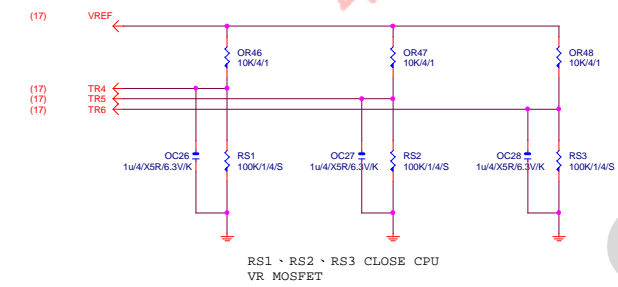 (17) VREF
OR46
10K/4/1
OR47
10K/4/1
OR48
10K/4/1
(17) TR4
(17) TR5
(17) TR6
OC26
1u/4/X5R/6.3V/K
RS1
100K/1/4/S
OC27
1u/4/X5R/6.3V/K
RS2
100K/1/4/S
OC28
1u/4/X5R/6.3V/K
RS3
100K/1/4/S
RS1、RS2、RS3 CLOSE CPU
VR MOSFET